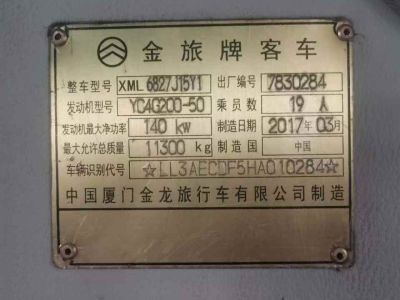 金旅牌客车
整车型号 XML6827J15Y1 出厂编号 7830284
发动机型号 YC4G200-50 乘员数 19 人
发动机最大净功率 140 kW 制造日期 2017年03月
最大允许总质量 11300 kg 制造国 中国
车辆识别代号 ☆LL3AECDF5HA010284☆
中国厦门金龙旅行车有限公司制造